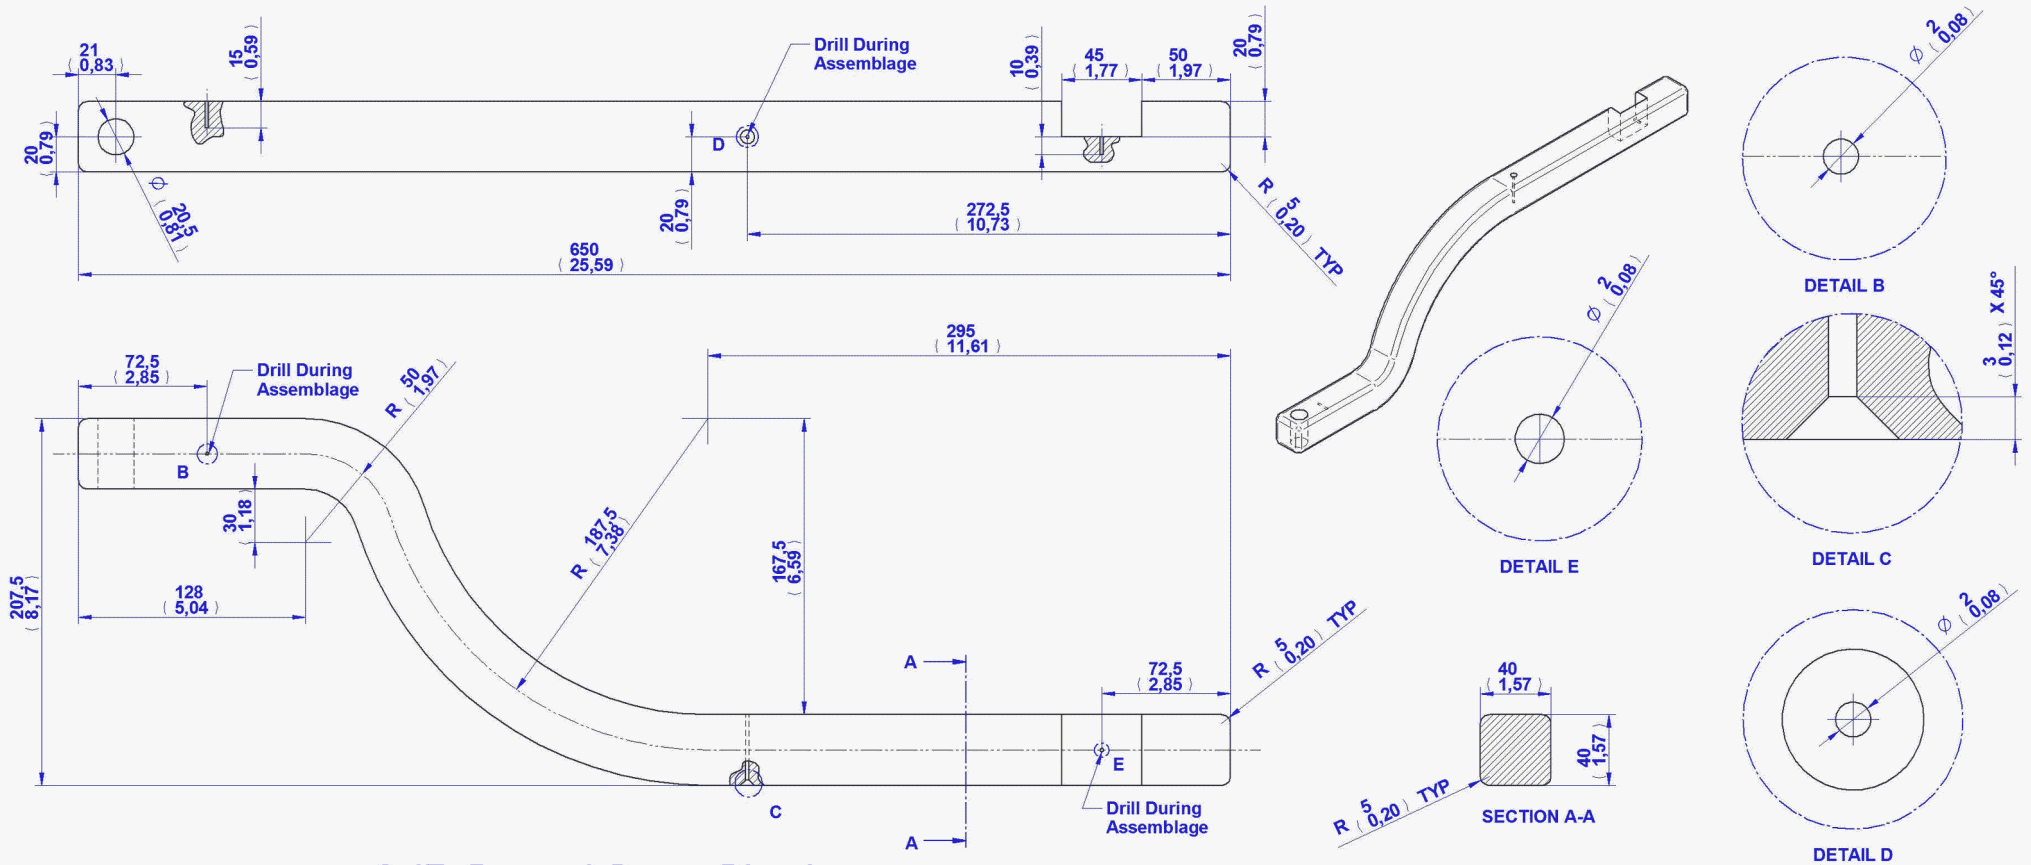 21
( 0,83 )
15
( 0,59 )
Drill During
Assemblage
10
( 0,39 )
45
( 1,77 )
50
( 1,97 )
20
( 0,79 )
20
( 0,79 )
D
Ø 20,5
( 0,81 )
20
( 0,79 )
272,5
( 10,73 )
650
( 25,59 )
R 5
( 0,20 ) TYP
Ø 2
( 0,08 )
DETAIL B
295
( 11,61 )
72,5
( 2,85 )
Drill During
Assemblage
R 50
( 1,97 )
B
30
( 1,18 )
R 187,5
( 7,38 )
167,5
( 6,59 )
207,5
( 8,17 )
128
( 5,04 )
A
A
72,5
( 2,85 )
R 5
( 0,20 ) TYP
C
E
Drill During
Assemblage
Ø 2
( 0,08 )
DETAIL E
3 X 45°
( 0,12 )
DETAIL C
40
( 1,57 )
40
( 1,57 )
R 5
( 0,20 ) TYP
SECTION A-A
Ø 2
( 0,08 )
DETAIL D